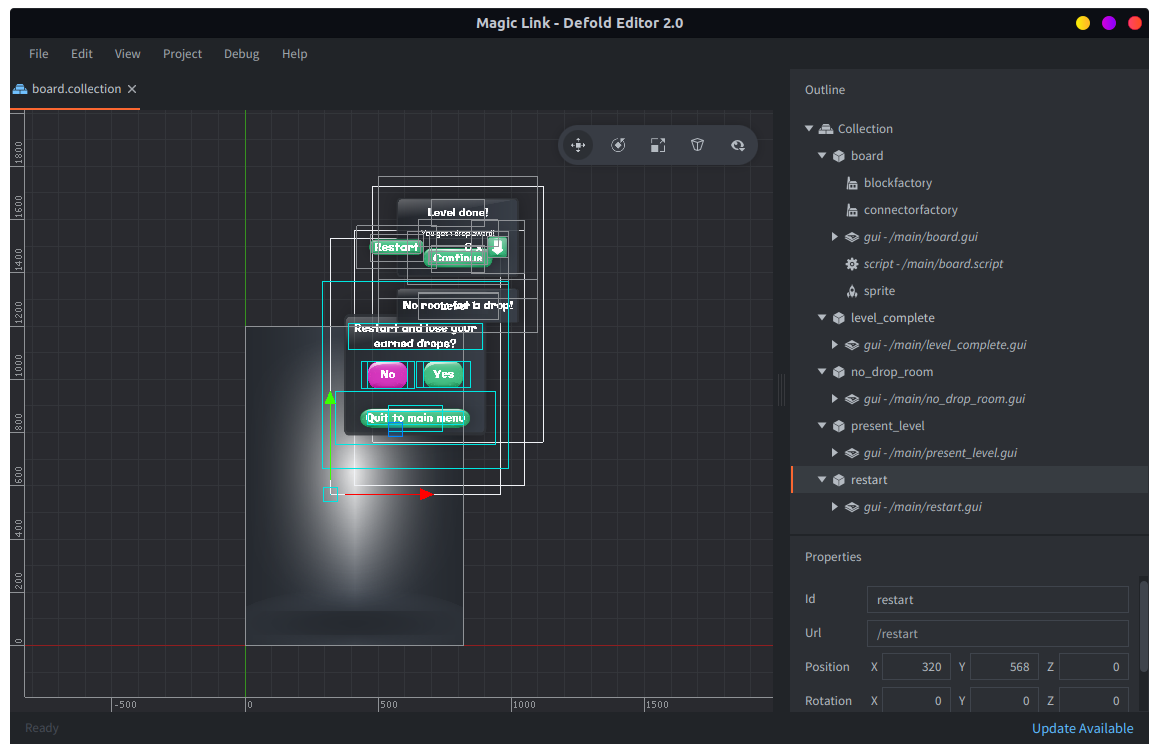 Magic Link - Defold Editor 2.0
File Edit View Project Debug Help
board.collection
1800
1600
1400
1200
1000
800
600
400
200
0
-500 0 500 1000 1500
Level done!
Restart
Continue
No room for a drop!
Restart and lose your
earned drops?
No Yes
Quit to main menu
Outline
Collection
board
blockfactory
connectorfactory
gui - /main/board.gui
script - /main/board.script
sprite
level_complete
gui - /main/level_complete.gui
no_drop_room
gui - /main/no_drop_room.gui
present_level
gui - /main/present_level.gui
restart
gui - /main/restart.gui
Properties
Id restart
Url /restart
Position X 320 Y 568 Z 0
Rotation X 0 Y 0 Z 0
Ready
Update Available